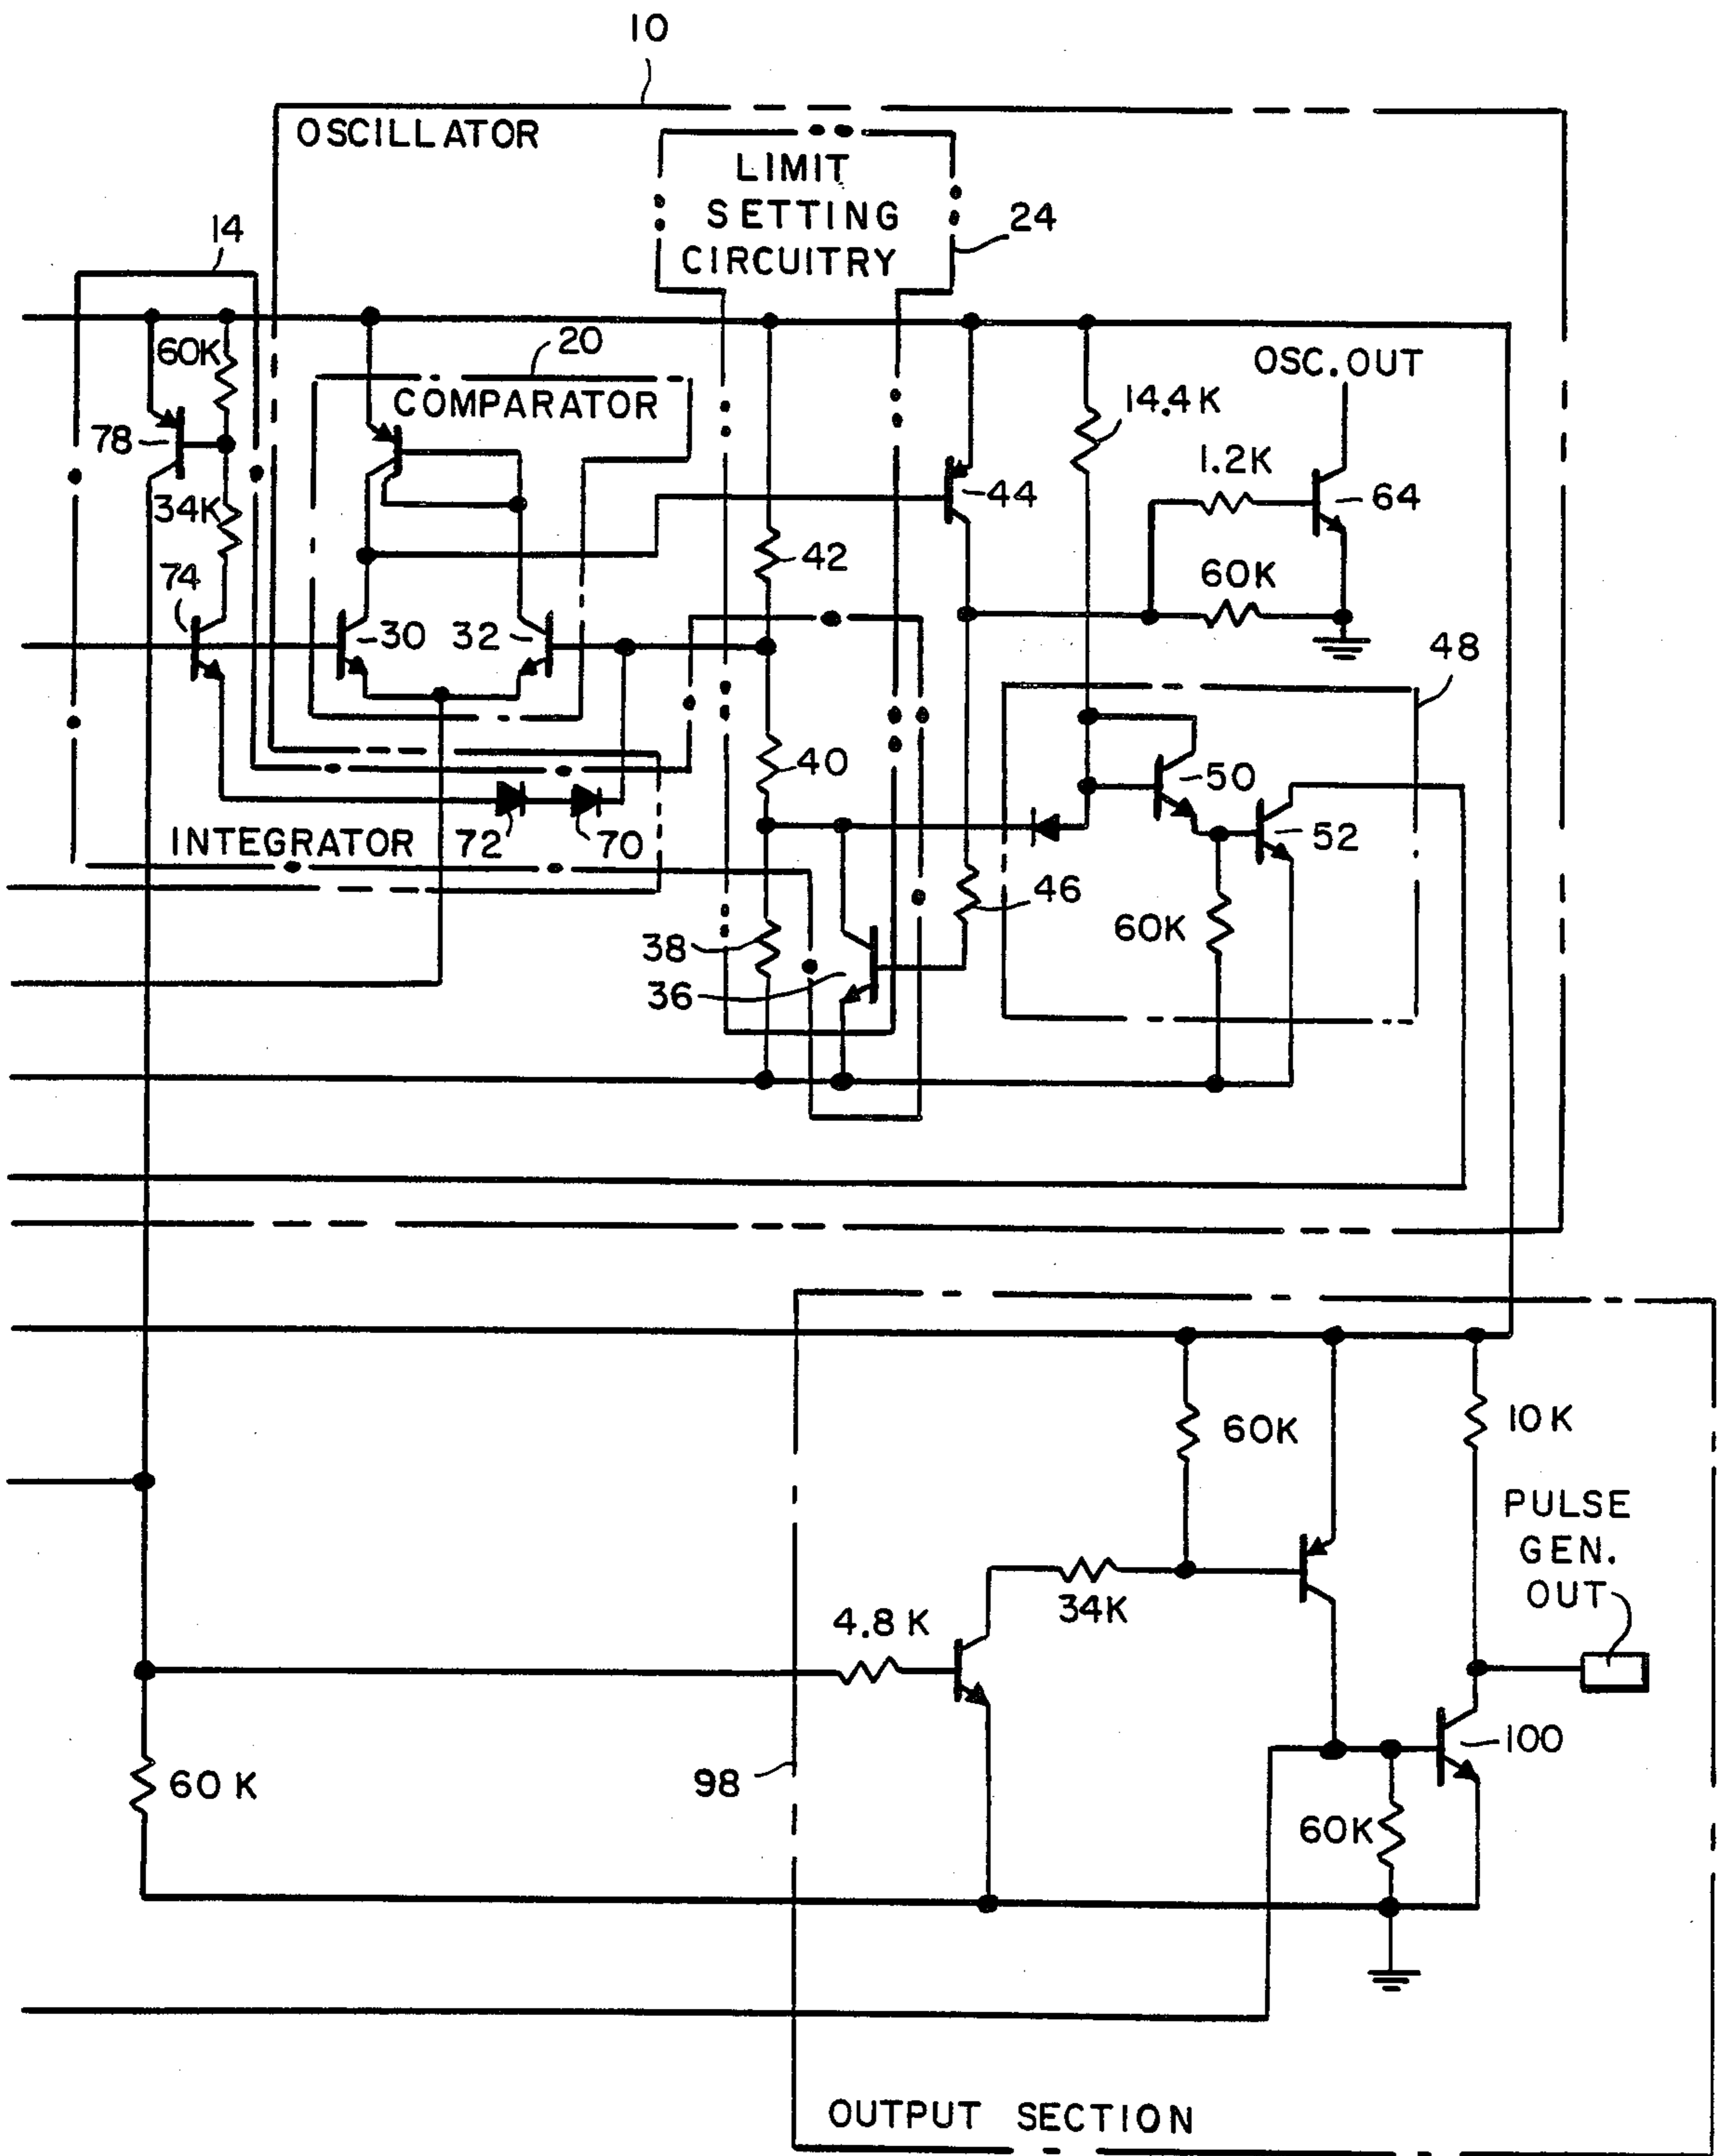 10
OSCILLATOR
LIMIT
SETTING
CIRCUITRY
24
14
20
60K
COMPARATOR
OSC. OUT
14.4K
78
1.2K
44
64
34K
42
60K
74
30
32
48
40
50
52
INTEGRATOR
72
70
46
60K
38
36
60K
10K
PULSE
GEN.
OUT
34K
4.8K
100
98
60K
60K
OUTPUT SECTION